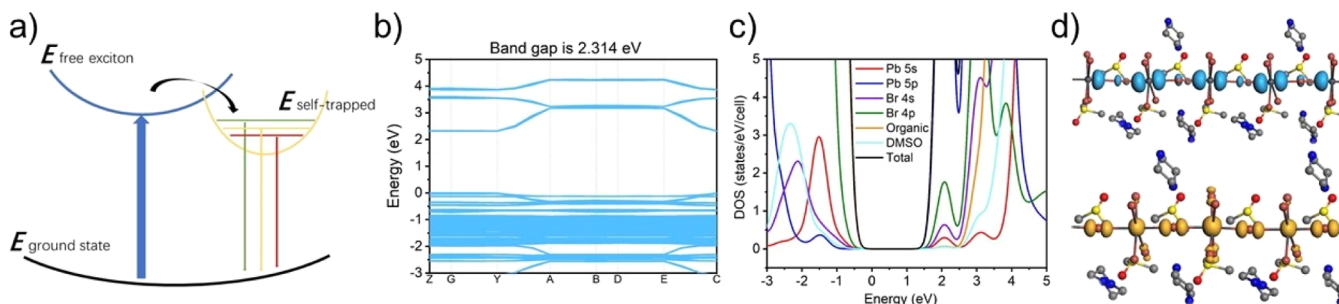 a)
E free exciton
E self-trapped
E ground state
b)
Band gap is 2.314 eV
Energy (eV)
5
4
3
2
1
0
-1
-2
-3
Z G Y A B D E C
c)
DOS (states/eV/cell)
5
4
3
2
1
0
Pb 5s
Pb 5p
Br 4s
Br 4p
Organic
DMSO
Total
-3 -2 -1 0 1 2 3 4 5
Energy (eV)
d)